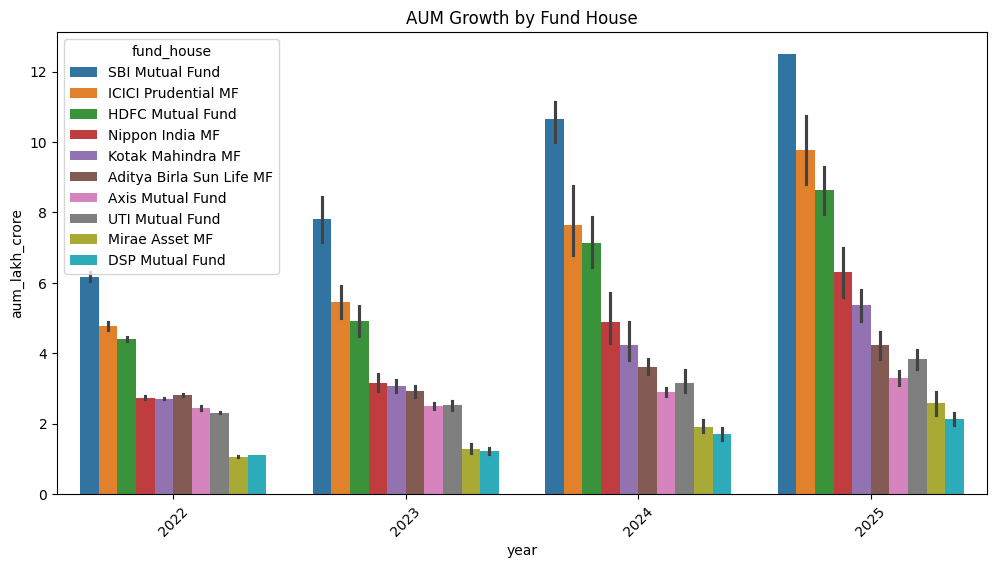 AUM Growth by Fund House
fund_house
SBI Mutual Fund
ICICI Prudential MF
HDFC Mutual Fund
Nippon India MF
Kotak Mahindra MF
Aditya Birla Sun Life MF
Axis Mutual Fund
UTI Mutual Fund
Mirae Asset MF
DSP Mutual Fund
aum_lakh_crore
12
10
8
6
4
2
0
2022
2023
2024
2025
year